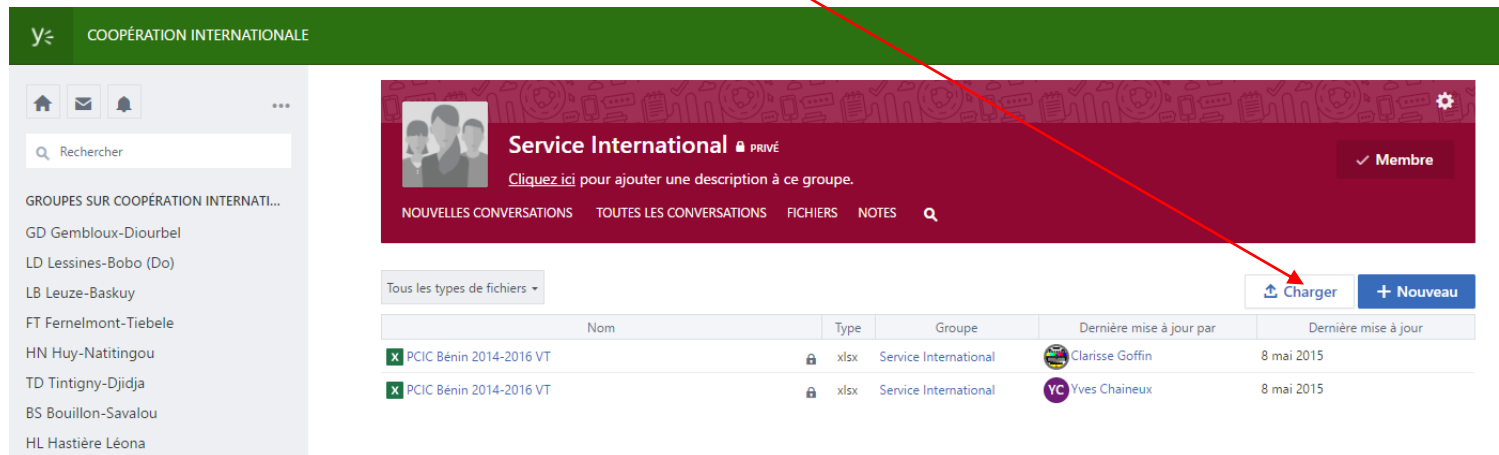 COOPÉRATION INTERNATIONALE
Rechercher
GROUPES SUR COOPÉRATION INTERNATI...
GD Gembloux-Diourbel
LD Lessines-Bobo (Do)
LB Leuze-Baskuy
FT Fernelmont-Tiebele
HN Huy-Natitingou
TD Tintigny-Djidja
BS Bouillon-Savalou
HL Hastière Léona
Service International PRIVÉ
Cliquez ici pour ajouter une description à ce groupe.
Membre
NOUVELLES CONVERSATIONS TOUTES LES CONVERSATIONS FICHIERS NOTES
Tous les types de fichiers
Charger + Nouveau
Nom Type Groupe Dernière mise à jour par Dernière mise à jour
X PCIC Bénin 2014-2016 VT xlsx Service International Clarisse Goffin 8 mai 2015
X PCIC Bénin 2014-2016 VT xlsx Service International YC Yves Chaineux 8 mai 2015